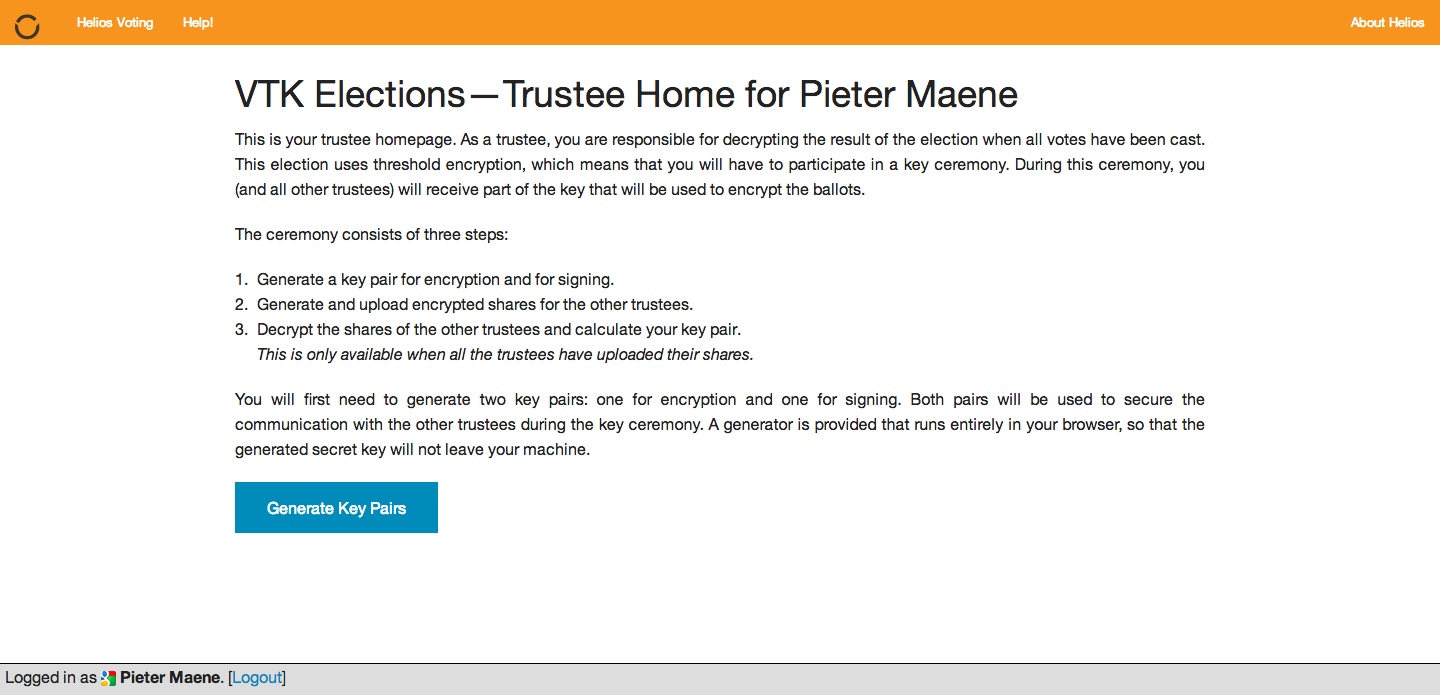 Helios Voting Help! About Helios
VTK Elections—Trustee Home for Pieter Maene
This is your trustee homepage. As a trustee, you are responsible for decrypting the result of the election when all votes have been cast.
This election uses threshold encryption, which means that you will have to participate in a key ceremony. During this ceremony, you
(and all other trustees) will receive part of the key that will be used to encrypt the ballots.
The ceremony consists of three steps:
1. Generate a key pair for encryption and for signing.
2. Generate and upload encrypted shares for the other trustees.
3. Decrypt the shares of the other trustees and calculate your key pair.
This is only available when all the trustees have uploaded their shares.
You will first need to generate two key pairs: one for encryption and one for signing. Both pairs will be used to secure the
communication with the other trustees during the key ceremony. A generator is provided that runs entirely in your browser, so that the
generated secret key will not leave your machine.
Generate Key Pairs
Logged in as Pieter Maene. [Logout]